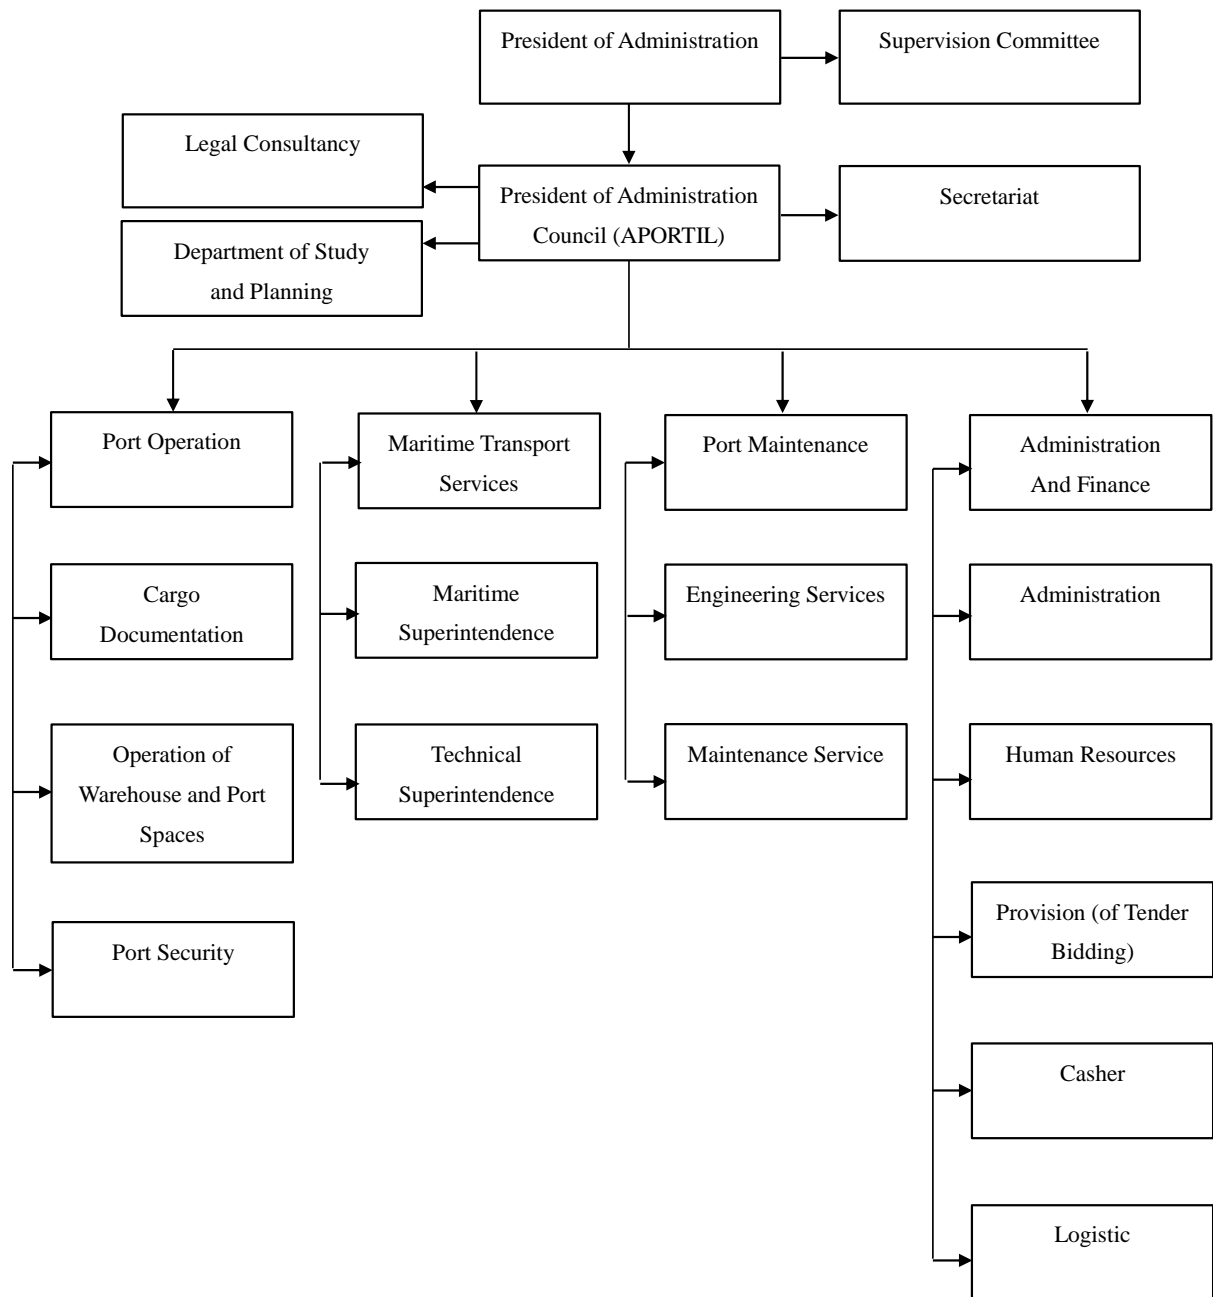 President of Administration
Supervision Committee
Legal Consultancy
President of Administration
Council (APORTIL)
Secretariat
Department of Study
and Planning
Port Operation
Maritime Transport
Services
Port Maintenance
Administration
And Finance
Cargo
Documentation
Maritime
Superintendence
Engineering Services
Administration
Operation of
Warehouse and Port
Spaces
Technical
Superintendence
Maintenance Service
Human Resources
Port Security
Provision (of Tender
Bidding)
Casher
Logistic